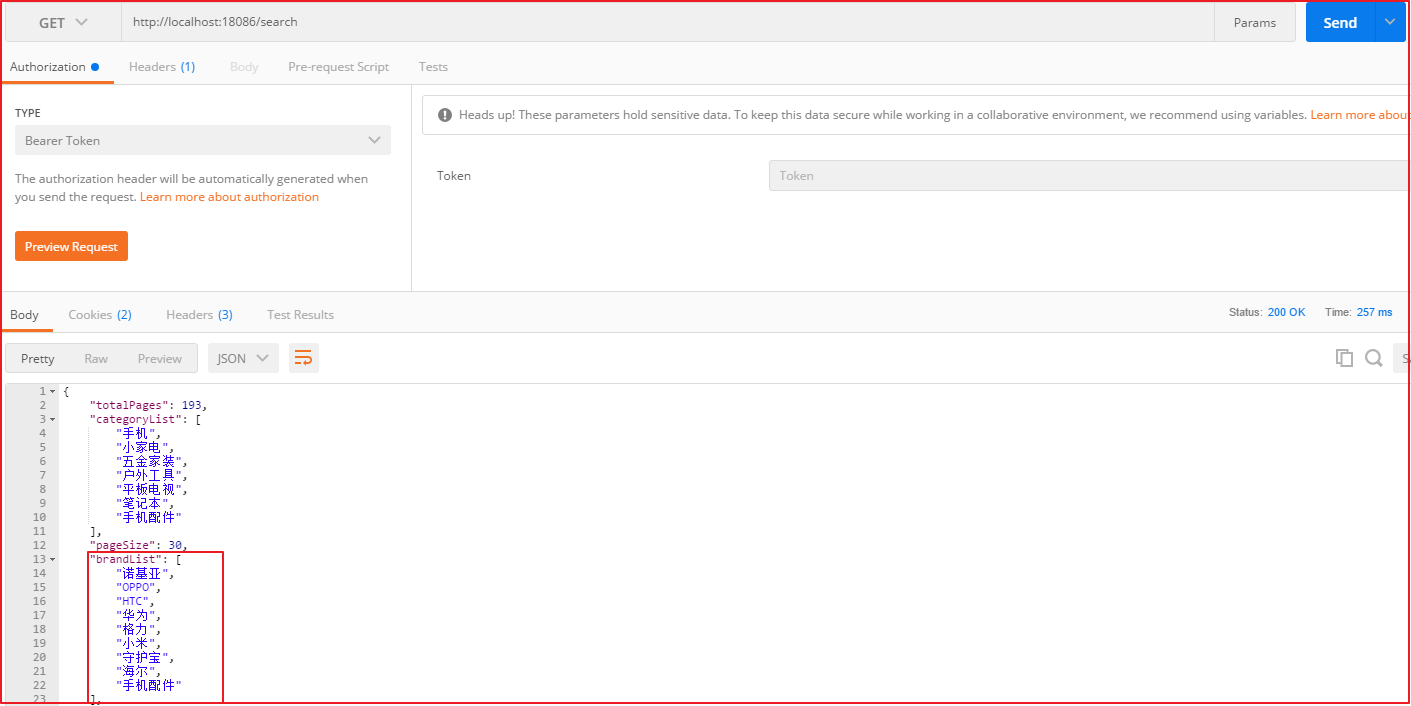 GET http://localhost:18086/search Params Send
Authorization Headers (1) Body Pre-request Script Tests
TYPE
Bearer Token
The authorization header will be automatically generated when
you send the request. Learn more about authorization
Preview Request
Heads up! These parameters hold sensitive data. To keep this data secure while working in a collaborative environment, we recommend using variables. Learn more about
Token Token
Body Cookies (2) Headers (3) Test Results Status: 200 OK Time: 257 ms
Pretty Raw Preview JSON S
1 {
2 "totalPages": 193,
3 "categoryList": [
4 "手机",
5 "小家电",
6 "五金家装",
7 "户外工具",
8 "平板电视",
9 "笔记本",
10 "手机配件"
11 ],
12 "pageSize": 30,
13 "brandList": [
14 "诺基亚",
15 "OPPO",
16 "HTC",
17 "华为",
18 "格力",
19 "小米",
20 "守护宝",
21 "海尔",
22 "手机配件"
23 ],